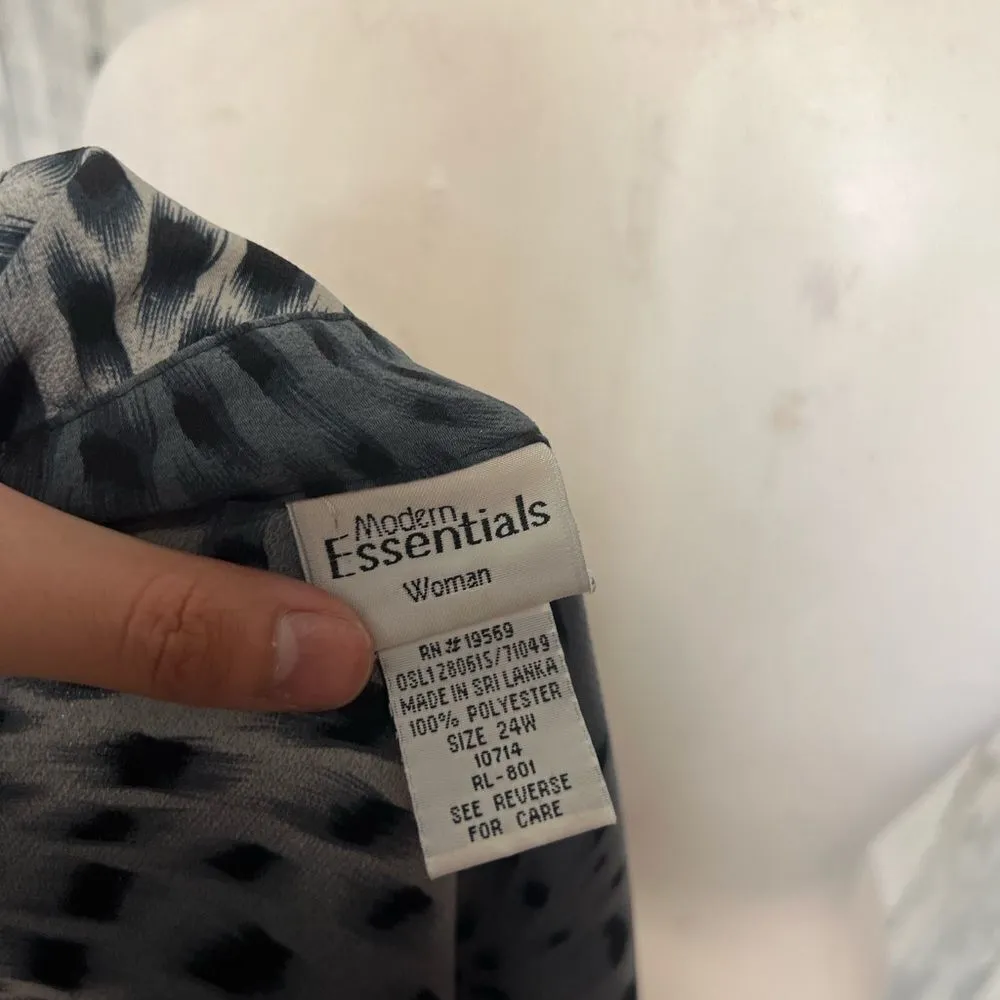 Modern
Essentials
Woman
RN # 19569
OSL1280615/71049
MADE IN SRI LANKA
100% POLYESTER
SIZE 24W
10714
RL-801
SEE REVERSE
FOR CARE